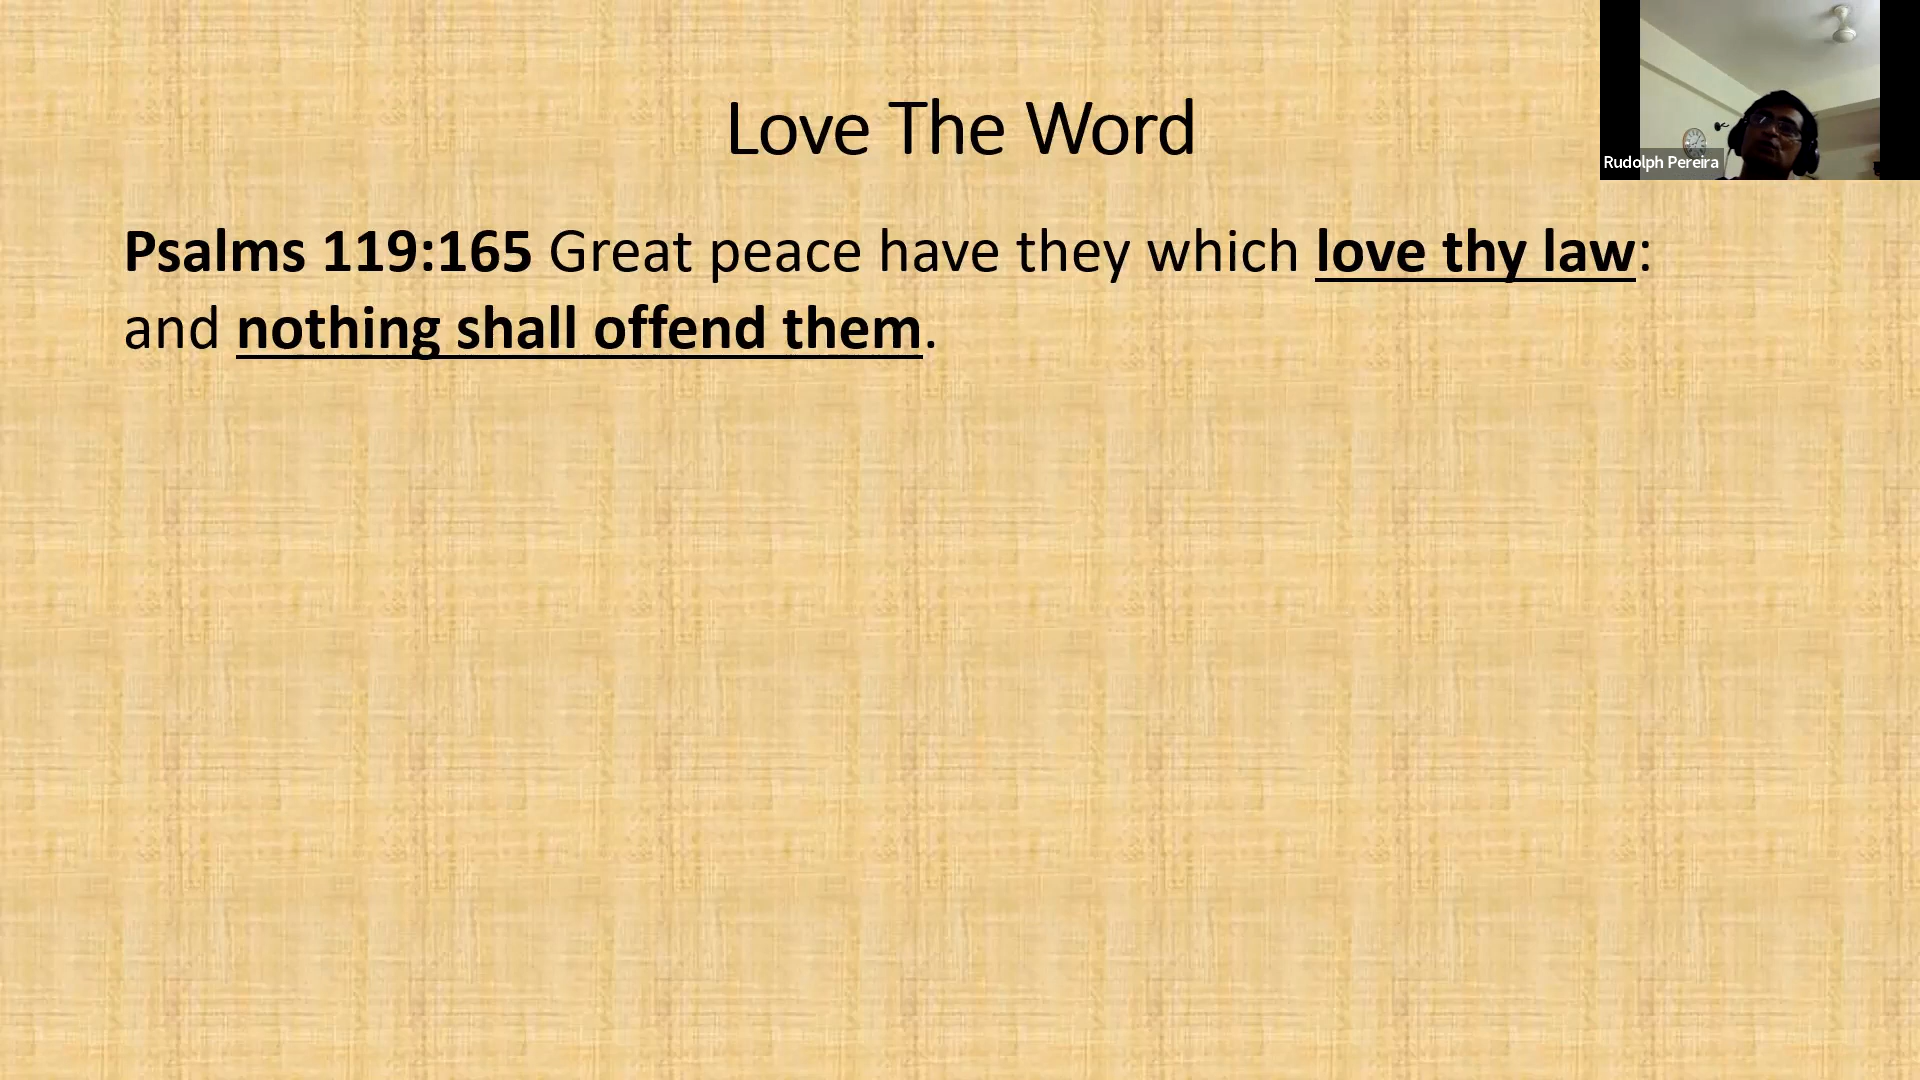 Love The Word
Rudolph Pereira
Psalms 119:165 Great peace have they which love thy law:
and nothing shall offend them.